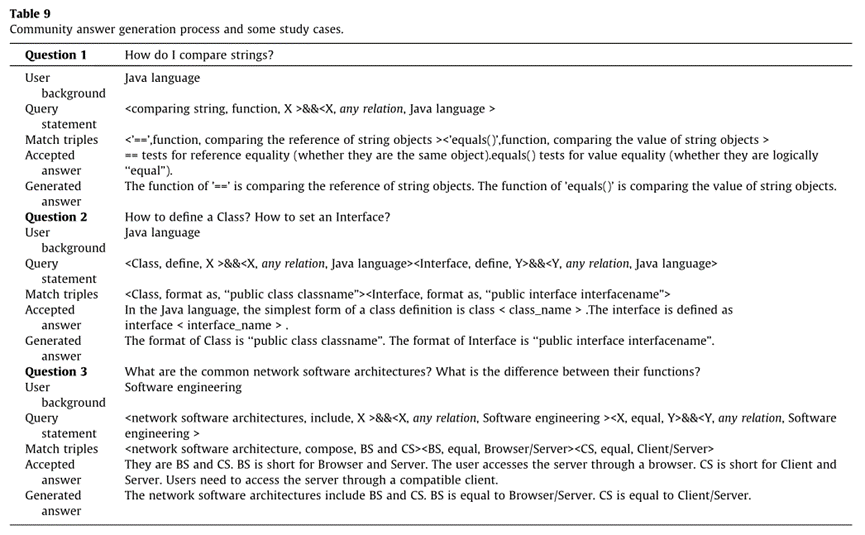 Table 9
Community answer generation process and some study cases.
Question 1 How do I compare strings?
User Java language
background
Query <comparing string, function, X >&&<X, any relation, Java language >
statement
Match triples <'==',function, comparing the reference of string objects ><'equals()',function, comparing the value of string objects >
Accepted == tests for reference equality (whether they are the same object).equals() tests for value equality (whether they are logically
answer "equal").
Generated The function of '==' is comparing the reference of string objects. The function of 'equals()' is comparing the value of string objects.
answer
Question 2 How to define a Class? How to set an Interface?
User Java language
background
Query <Class, define, X >&&<X, any relation, Java language><Interface, define, Y>&&<Y, any relation, Java language>
statement
Match triples <Class, format as, "public class classname"><Interface, format as, "public interface interfacename">
Accepted In the Java language, the simplest form of a class definition is class < class_name > .The interface is defined as
answer interface < interface_name > .
Generated The format of Class is "public class classname". The format of Interface is "public interface interfacename".
answer
Question 3 What are the common network software architectures? What is the difference between their functions?
User Software engineering
background
Query <network software architectures, include, X >&&<X, any relation, Software engineering ><X, equal, Y>&&<Y, any relation, Software
statement engineering >
Match triples <network software architecture, compose, BS and CS><BS, equal, Browser/Server><CS, equal, Client/Server>
Accepted They are BS and CS. BS is short for Browser and Server. The user accesses the server through a browser. CS is short for Client and
answer Server. Users need to access the server through a compatible client.
Generated The network software architectures include BS and CS. BS is equal to Browser/Server. CS is equal to Client/Server.
answer